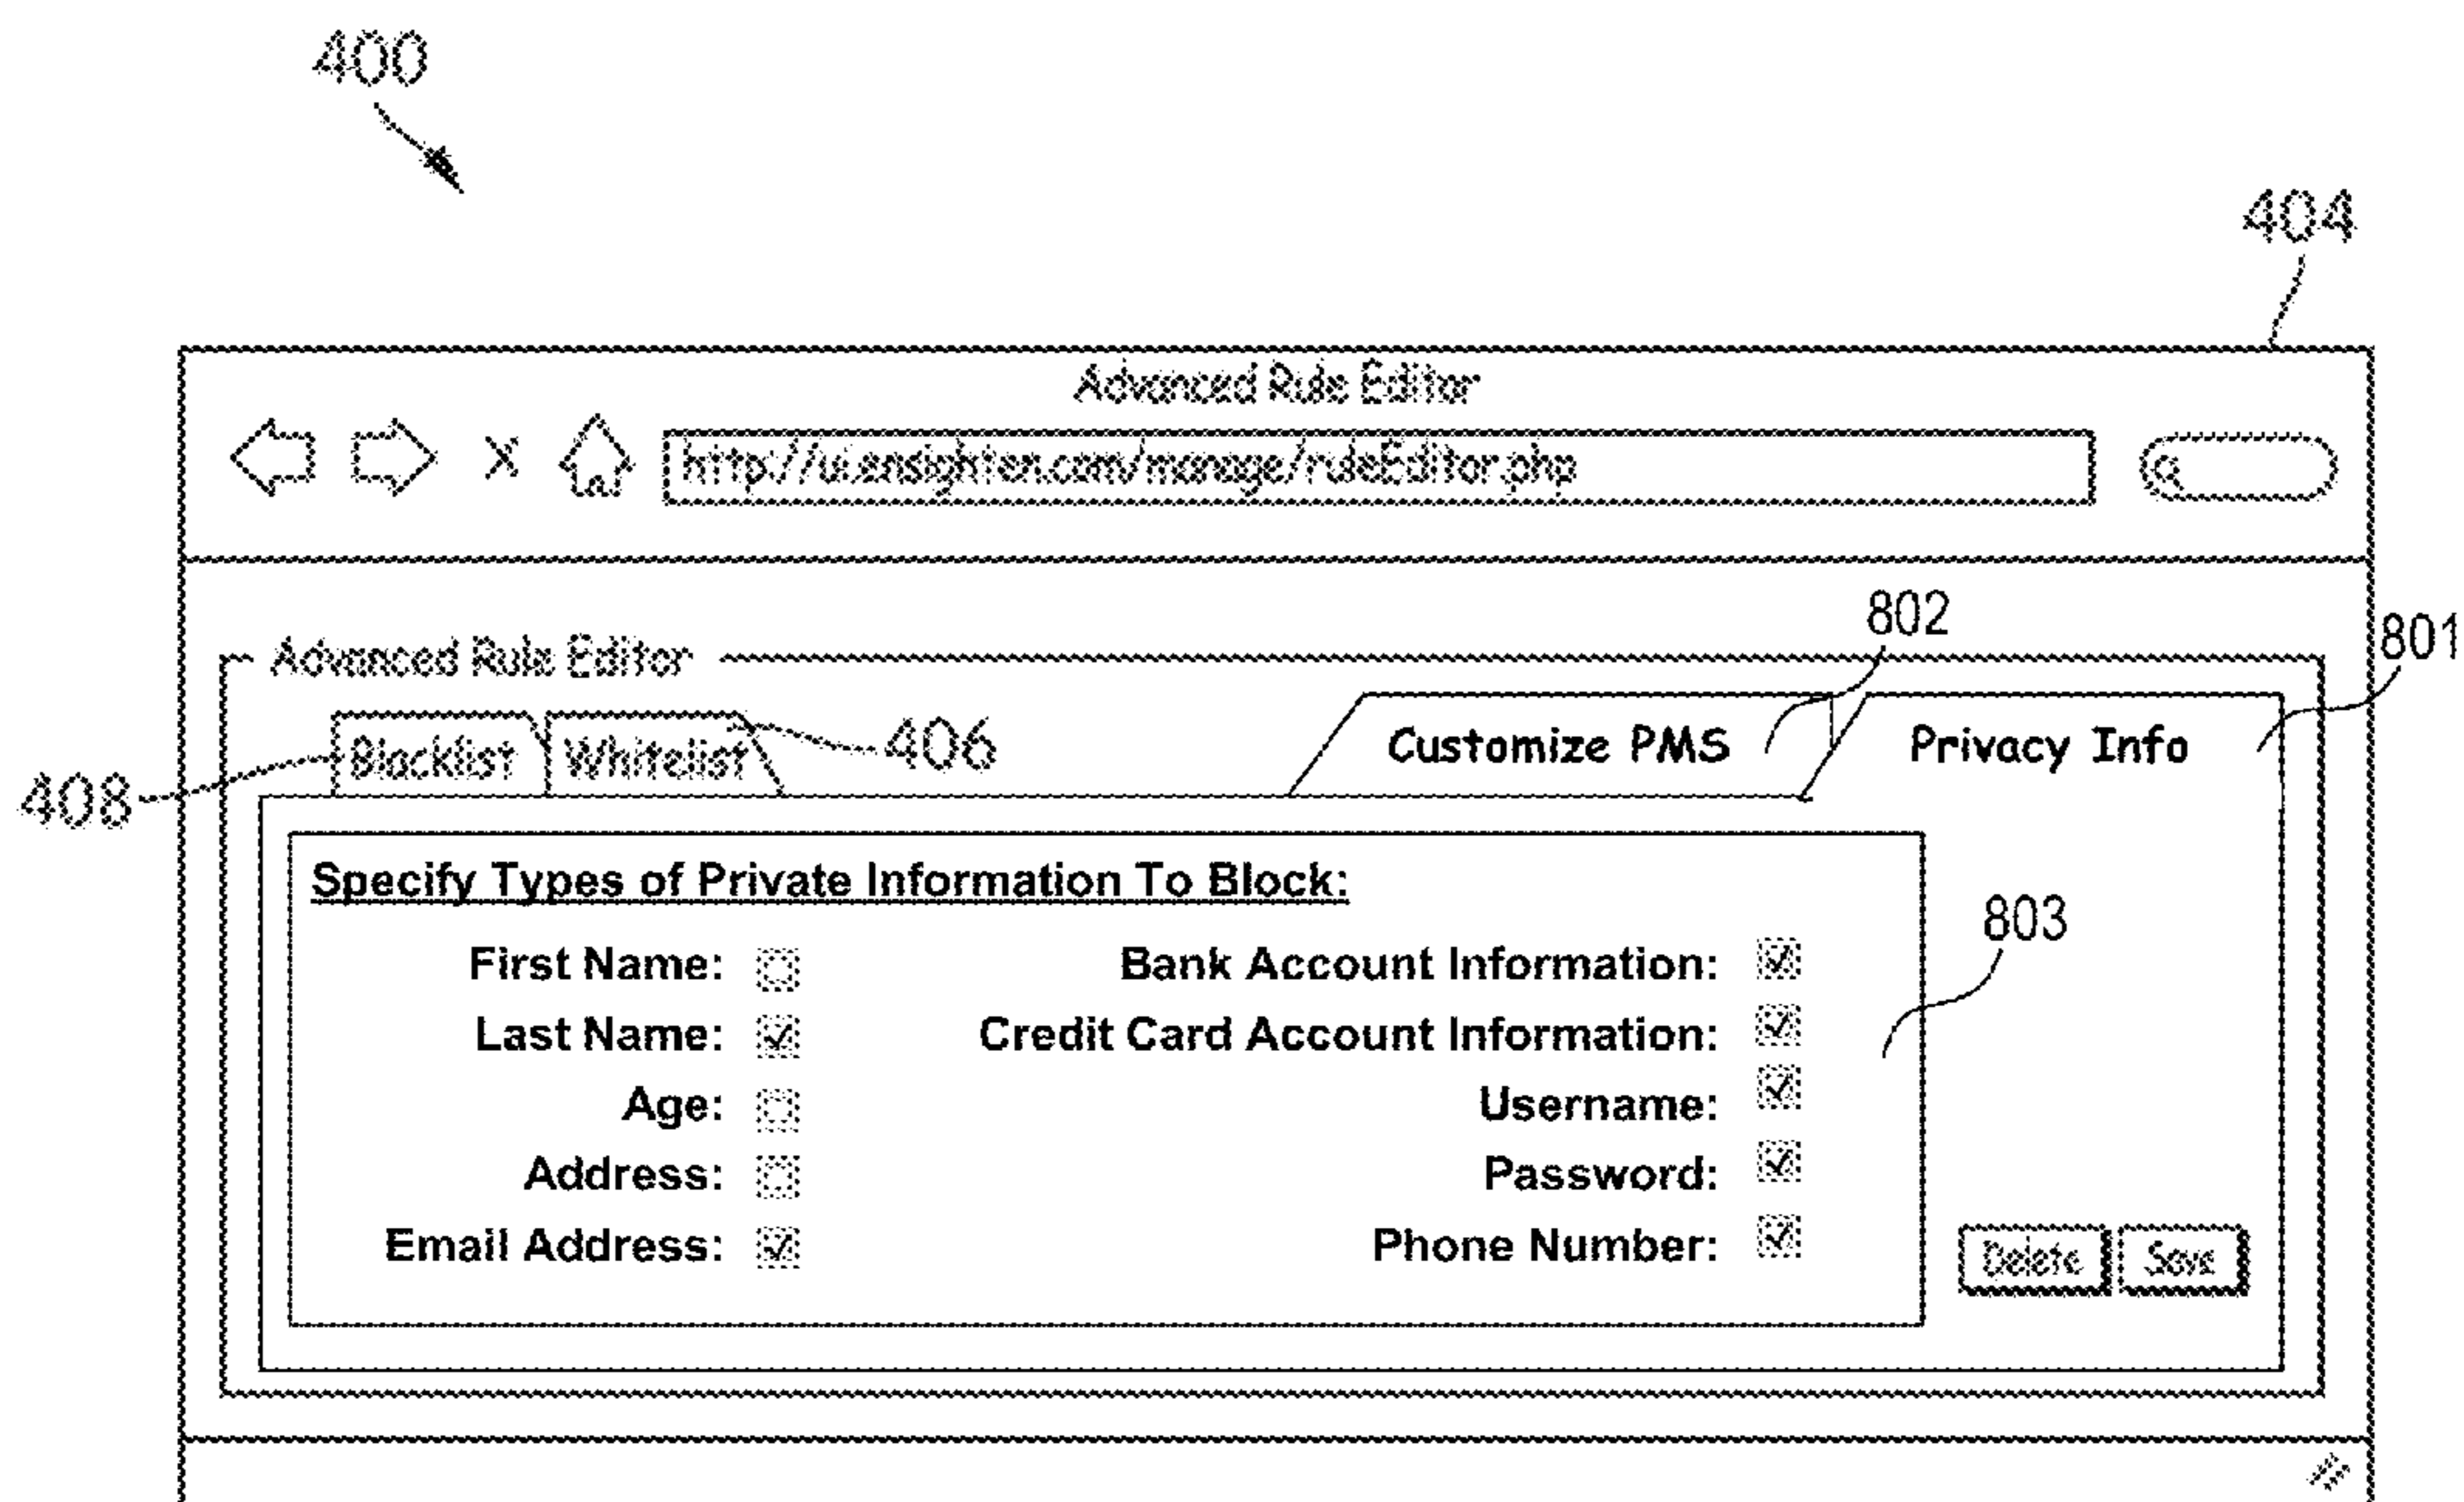 400
404
Advanced Rule Editor
http://ui.ensighten.com/manage/ruleEditor.php
802
801
Advanced Rule Editor
Blacklist Whitelist 406 Customize PMS Privacy Info
408
Specify Types of Private Information To Block:
803
First Name: Bank Account Information:
Last Name: Credit Card Account Information:
Age: Username:
Address: Password:
Email Address: Phone Number:
Delete Save